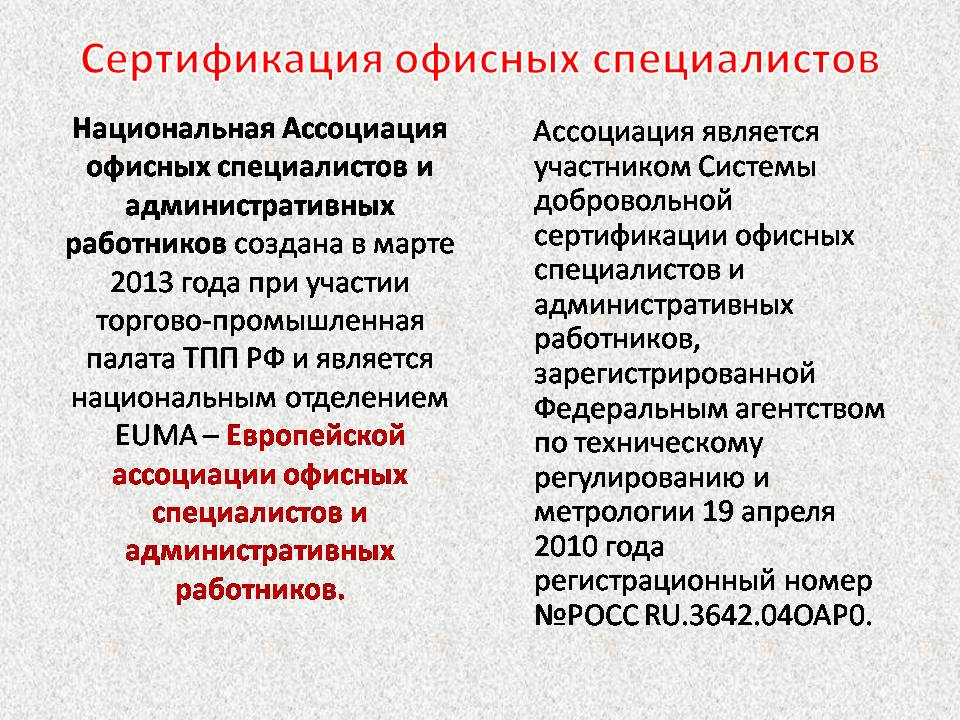 Сертификация офисных специалистов
Национальная Ассоциация
офисных специалистов и
административных
работников создана в марте
2013 года при участии
торгово-промышленная
палата ТПП РФ и является
национальным отделением
EUMA – Европейской
ассоциации офисных
специалистов и
административных
работников.
Ассоциация является
участником Системы
добровольной
сертификации офисных
специалистов и
административных
работников,
зарегистрированной
Федеральным агентством
по техническому
регулированию и
метрологии 19 апреля
2010 года
регистрационный номер
№РОСС RU.3642.04ОАР0.